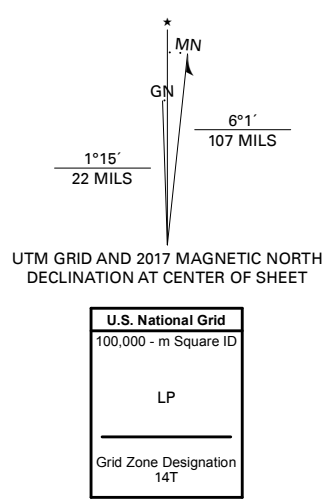 ★
MN
GN
6°1´
107 MILS
1°15´
22 MILS
UTM GRID AND 2017 MAGNETIC NORTH
DECLINATION AT CENTER OF SHEET
U.S. National Grid
100,000 - m Square ID
LP
Grid Zone Designation
14T